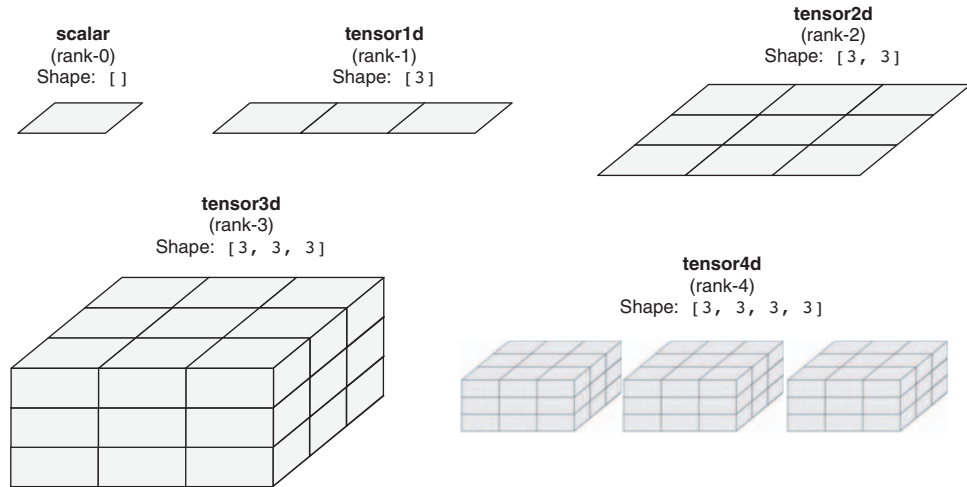 scalar
(rank-0)
Shape: []
tensor1d
(rank-1)
Shape: [3]
tensor2d
(rank-2)
Shape: [3, 3]
tensor3d
(rank-3)
Shape: [3, 3, 3]
tensor4d
(rank-4)
Shape: [3, 3, 3, 3]